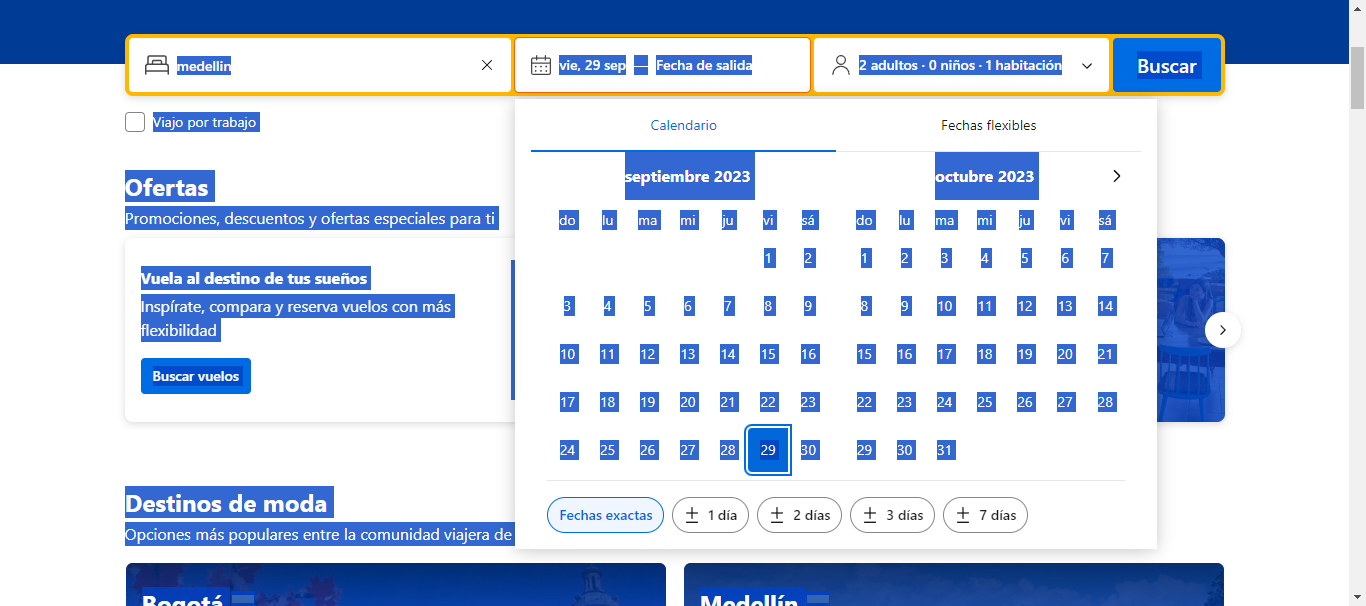 medellin
vie, 29 sep — Fecha de salida
2 adultos · 0 niños · 1 habitación
Buscar
Viajo por trabajo
Ofertas
Promociones, descuentos y ofertas especiales para ti
Vuela al destino de tus sueños
Inspírate, compara y reserva vuelos con más
flexibilidad
Buscar vuelos
Calendario
Fechas flexibles
septiembre 2023
do lu ma mi ju vi sá
1 2
3 4 5 6 7 8 9
10 11 12 13 14 15 16
17 18 19 20 21 22 23
24 25 26 27 28 29 30
octubre 2023
do lu ma mi ju vi sá
1 2 3 4 5 6 7
8 9 10 11 12 13 14
15 16 17 18 19 20 21
22 23 24 25 26 27 28
29 30 31
Fechas exactas
± 1 día
± 2 días
± 3 días
± 7 días
Destinos de moda
Opciones más populares entre la comunidad viajera de
Bogotá
Medellín